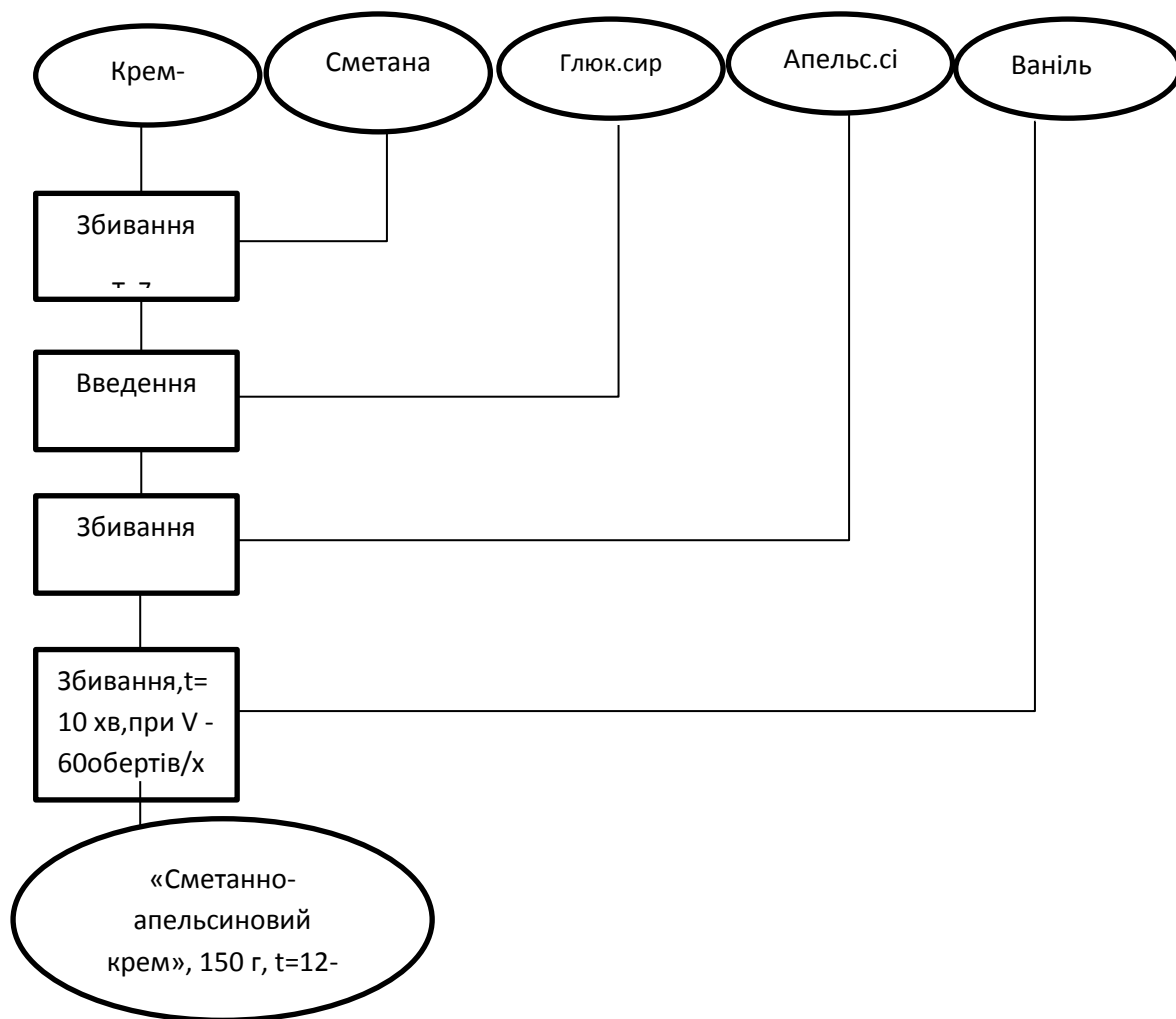 Крем-
Сметана
Глюк.сир
Апельс.сі
Ваніль
Збивання
Введення
Збивання
Збивання,t=
10 хв,при V -
60обертів/х
«Сметанно-
апельсиновий
крем», 150 г, t=12-